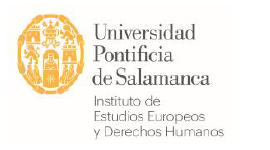 Universidad
Pontificia
de Salamanca
Instituto de
Estudios Europeos
y Derechos Humanos